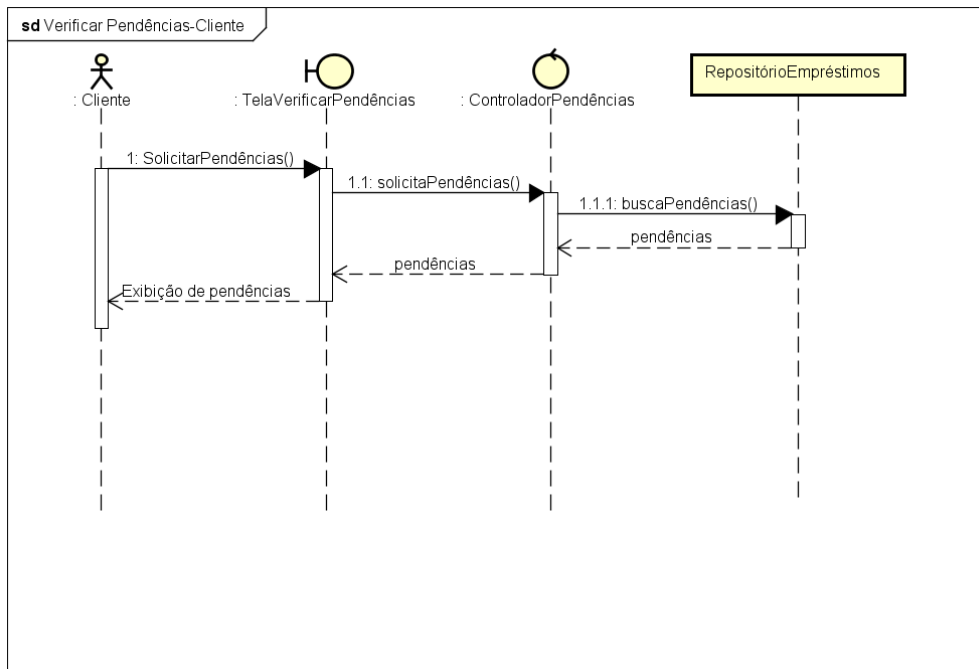 sd Verificar Pendências-Cliente
: Cliente
: TelaVerificarPendências
: ControladorPendências
RepositórioEmpréstimos
1: SolicitarPendências()
1.1: solicitaPendências()
1.1.1: buscaPendências()
pendências
pendências
Exibição de pendências